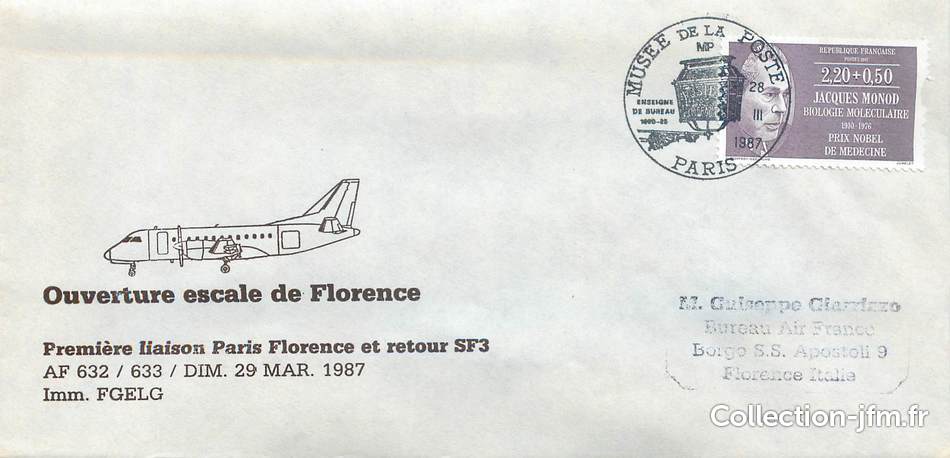 MUSEE DE LA POSTE
MP
ENSEIGNE
DE BUREAU
28
III
1987
PARIS
REPUBLIQUE FRANÇAISE
2,20+0,50
JACQUES MONOD
BIOLOGIE MOLECULAIRE
1910-1976
PRIX NOBEL
DE MEDECINE
Ouverture escale de Florence
Première liaison Paris Florence et retour SF3
AF 632 / 633 / DIM. 29 MAR. 1987
Imm. FGELG
M. Guiseppe Giarrizzo
Bureau Air France
Borgo S.S. Apostoli 9
Florence Italie
Collection-jfm.fr